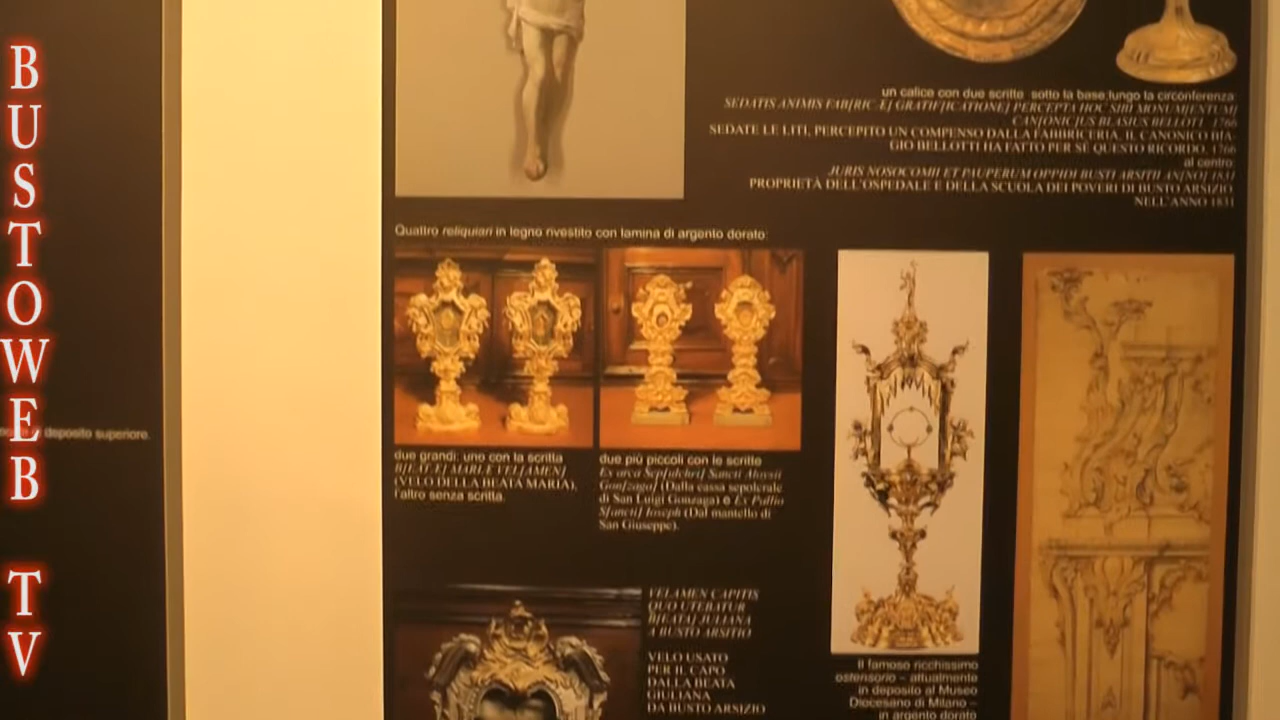 BUSTOWEB TV
deposito superiore.
un calice con due scritte sotto la base, lungo la circonferenza:
SEDATIS ANIMIS FAB[RIC. E] GRATIF[ICATIONE] PERCEPTA HOC SIBI MONUM[ENTUM]
CAN[ONIC]US BLASIUS BELLOTI 1766
SEDATE LE LITI, PERCEPITO UN COMPENSO DALLA FABBRICERIA, IL CANONICO BIA-
GIO BELLOTTI HA FATTO PER SÉ QUESTO RICORDO, 1766
al centro:
JURIS NOSOCOMII ET PAUPERUM OPPIDI BUSTI ARSITII AN[NO] 1831
PROPRIETÀ DELL'OSPEDALE E DELLA SCUOLA DEI POVERI DI BUSTO ARSIZIO
NELL'ANNO 1831
Quattro reliquiari in legno rivestito con lamina di argento dorato:
due grandi: uno con la scritta
B[EAT.E] MARI.E VEL[AMEN]
(VELO DELLA BEATA MARIA),
l'altro senza scritta.
due più piccoli con le scritte
Ex arca Sep[ulchri] Sancti Aloysii
Gon[zaga] (Dalla cassa sepolcrale
di San Luigi Gonzaga) e Ex Pallio
S[ancti] Ioseph (Dal mantello di
San Giuseppe).
VELAMEN CAPITIS
QUO UTEBATUR
B[EATA] JULIANA
A BUSTO ARSITIO
VELO USATO
PER IL CAPO
DALLA BEATA
GIULIANA
DA BUSTO ARSIZIO
Il famoso ricchissimo
ostensorio – attualmente
in deposito al Museo
Diocesano di Milano –
in argento dorato